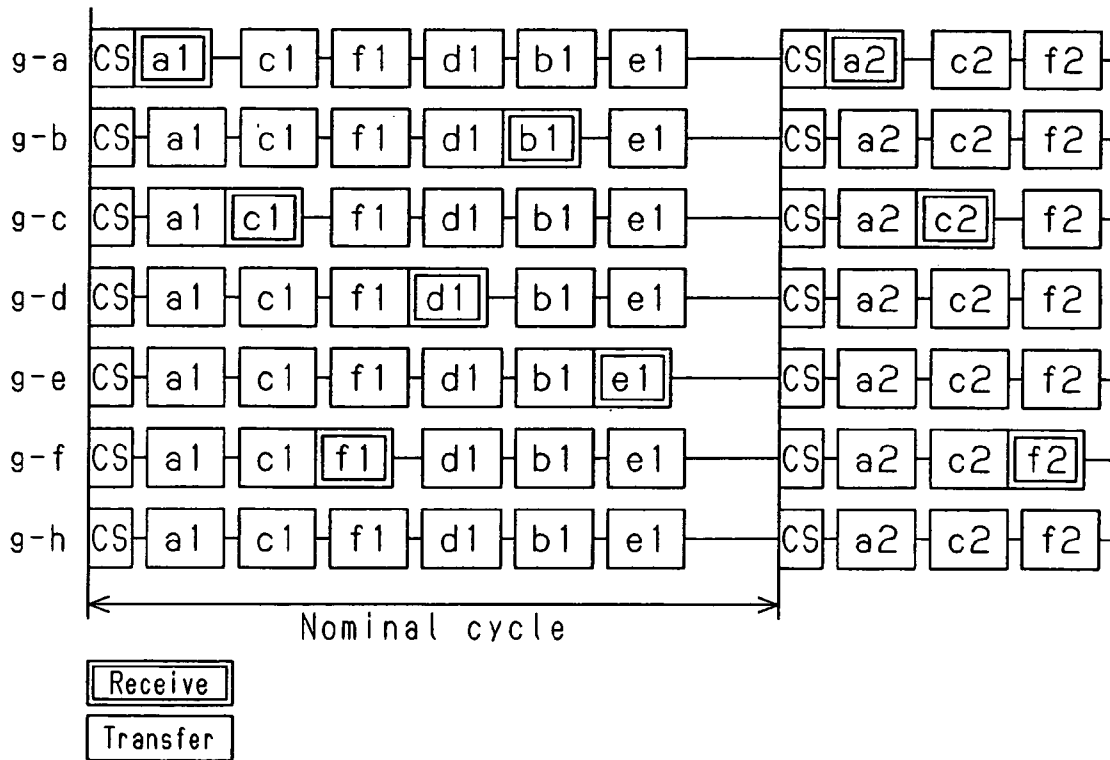 g-a CS a1 c1 f1 d1 b1 e1 CS a2 c2 f2
g-b CS a1 c1 f1 d1 b1 e1 CS a2 c2 f2
g-c CS a1 c1 f1 d1 b1 e1 CS a2 c2 f2
g-d CS a1 c1 f1 d1 b1 e1 CS a2 c2 f2
g-e CS a1 c1 f1 d1 b1 e1 CS a2 c2 f2
g-f CS a1 c1 f1 d1 b1 e1 CS a2 c2 f2
g-h CS a1 c1 f1 d1 b1 e1 CS a2 c2 f2
Nominal cycle
Receive
Transfer